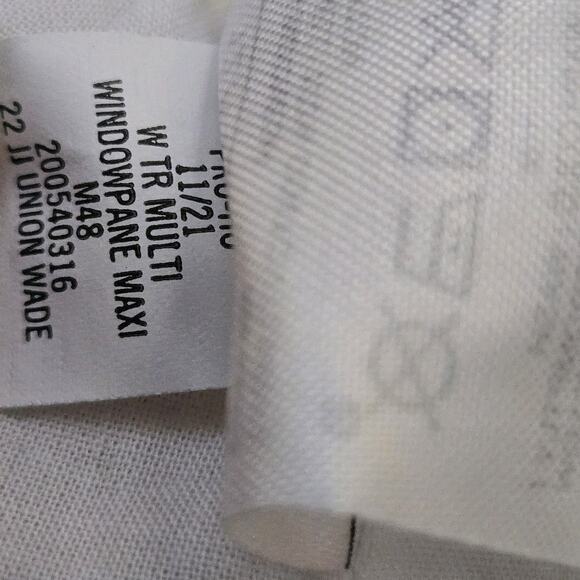 11/21
W TR MULTI
WINDOWPANE MAXI
M48
200540316
22 JJ UNION WADE